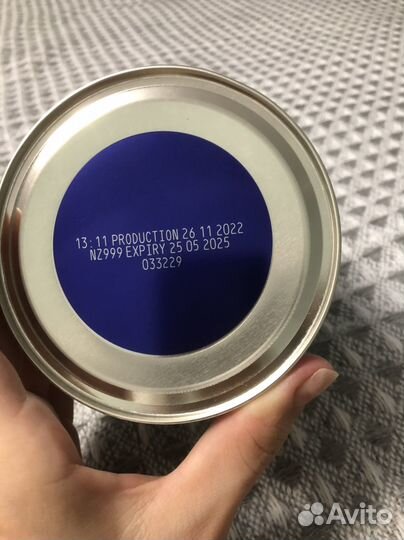 13:11 PRODUCTION 26 11 2022
NZ999 EXPIRY 25 05 2025
033229
Avito